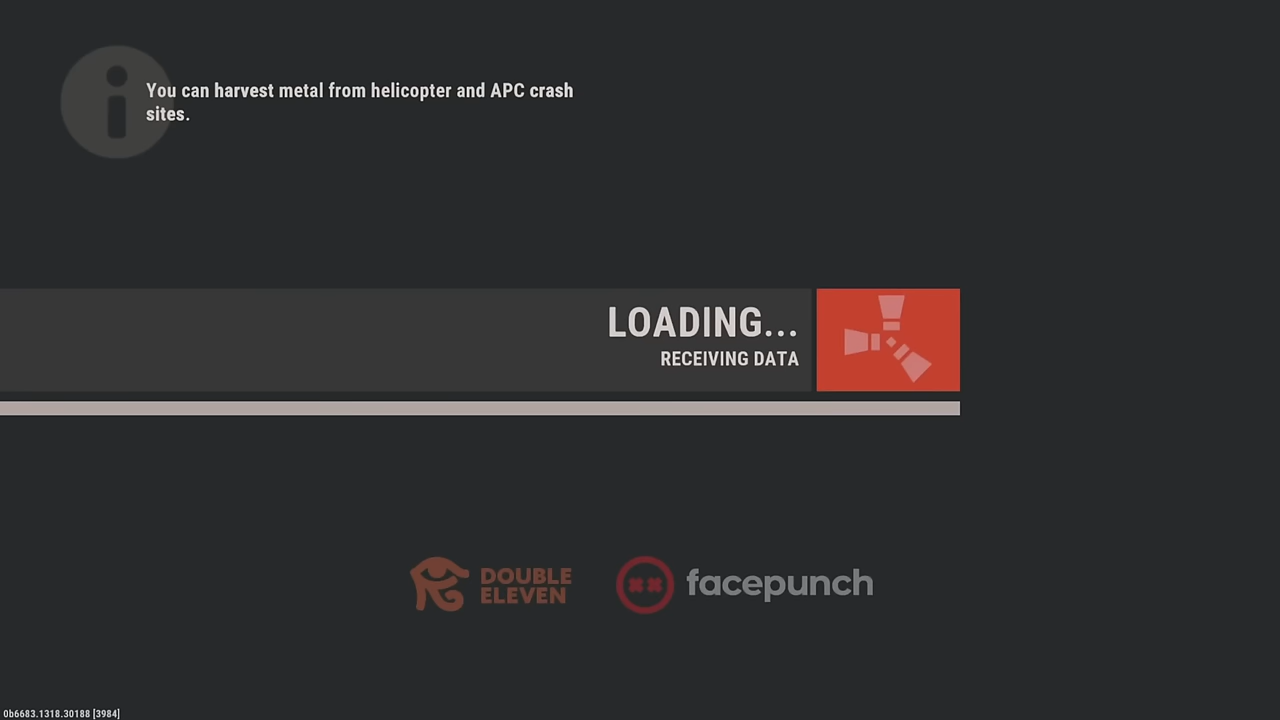 You can harvest metal from helicopter and APC crash
sites.
LOADING...
RECEIVING DATA
DOUBLE
ELEVEN
facepunch
0b6683.1318.30188 [3984]